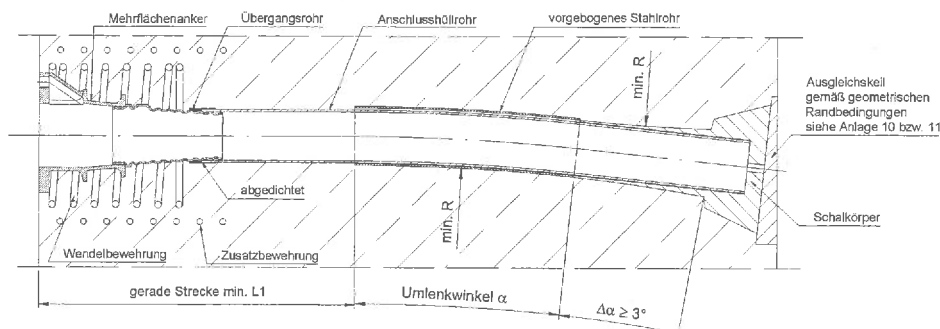 Mehrflächenanker
Übergangsrohr
Anschlusshüllrohr
vorgebogenes Stahlrohr
min. R
Ausgleichskeil
gemäß geometrischen
Randbedingungen
siehe Anlage 10 bzw. 11
abgedichtet
min. R
Schalkörper
Wendelbewehrung
Zusatzbewehrung
gerade Strecke min. L1
Umlenkwinkel α
Δα ≥ 3°